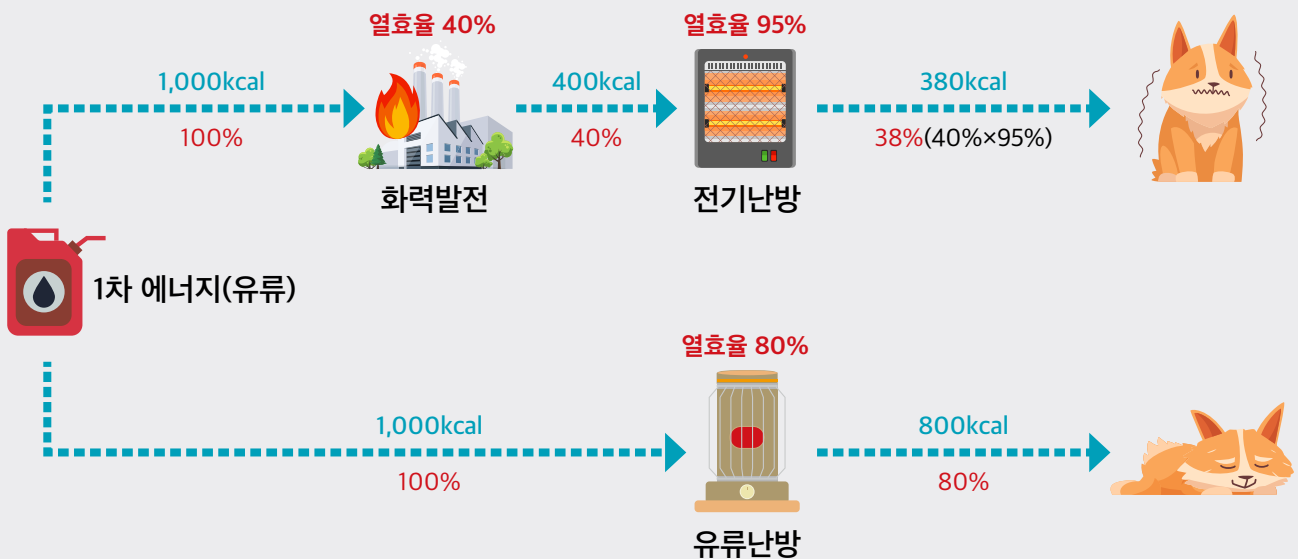 열효율 40%
열효율 95%
1,000kcal
400kcal
380kcal
100%
40%
38%(40%×95%)
화력발전
전기난방
1차 에너지(유류)
열효율 80%
1,000kcal
800kcal
100%
80%
유류난방